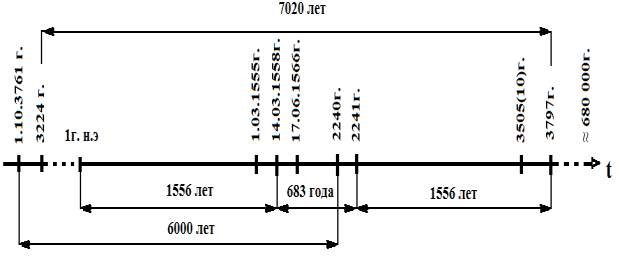 7020 лет
1.10.3761 г.
3224 г.
1г. н.э
1.03.1555г.
14.03.1558г.
17.06.1566г.
2240г.
2241г.
3505(10)г.
3797г.
≈ 680 000г.
t
1556 лет
683 года
1556 лет
6000 лет